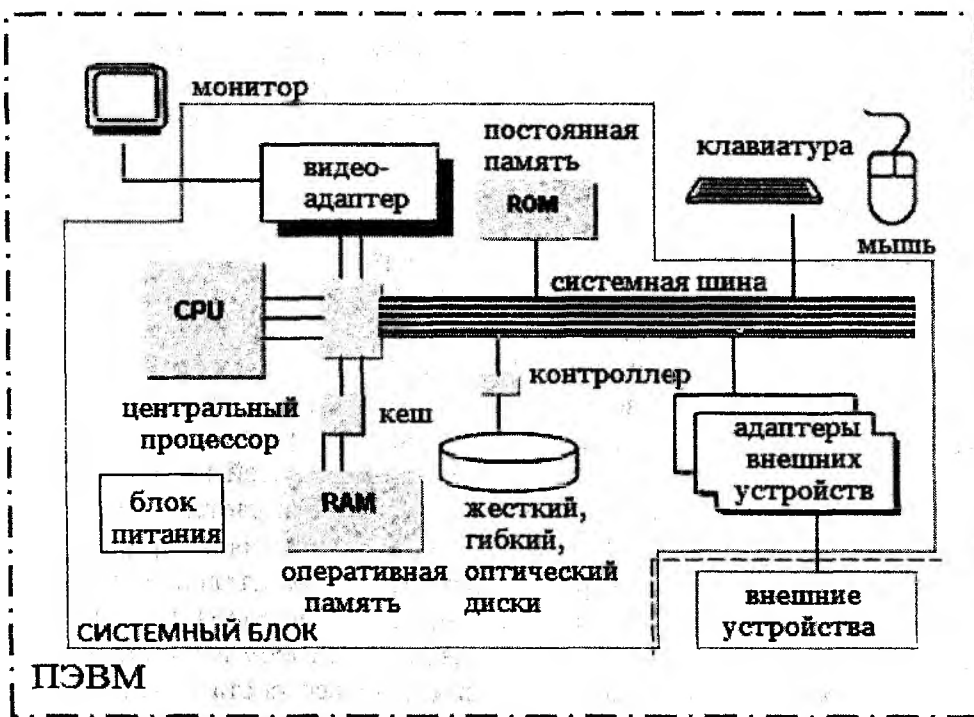 монитор
видео-
адаптер
постоянная
память
ROM
клавиатура
мышь
системная шина
CPU
центральный
процессор
кеш
контроллер
RAM
оперативная
память
жесткий,
гибкий,
оптический
диски
адаптеры
внешних
устройств
блок
питания
внешние
устройства
СИСТЕМНЫЙ БЛОК
ПЭВМ